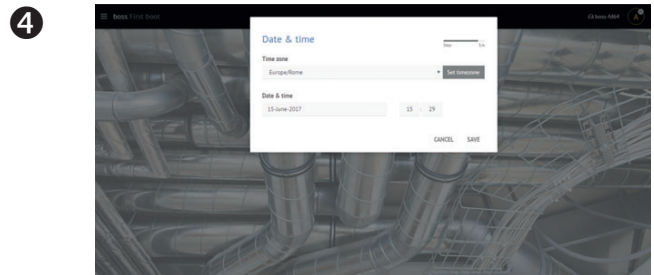 4
boss First boot
A
Date & time
Step
Time zone
Europe/Rome
Set timezone
Date & time
15-June-2017
15 : 29
CANCEL SAVE